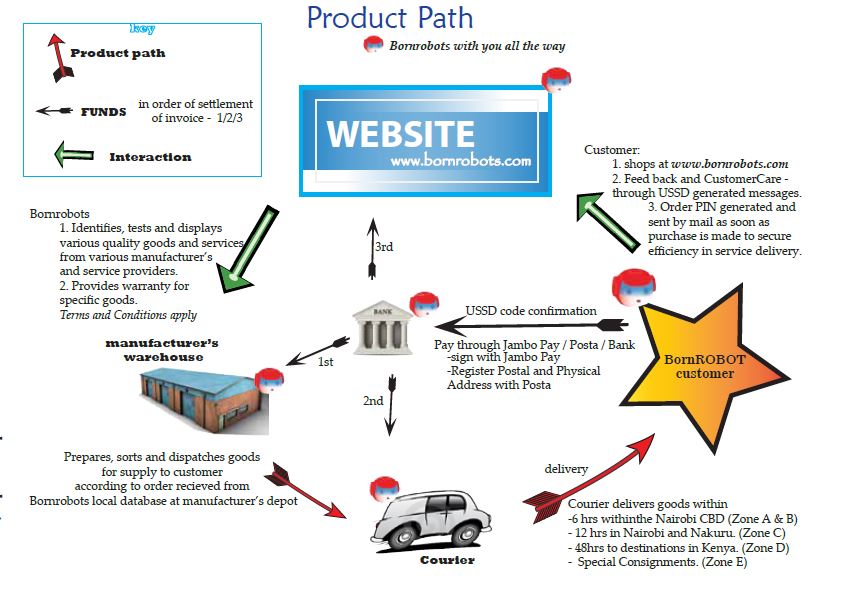 Product Path
Bornrobots with you all the way
key
Product path
FUNDS
in order of settlement
of invoice - 1/2/3
Interaction
WEBSITE
www.bornrobots.com
Customer:
1. shops at www.bornrobots.com
2. Feed back and CustomerCare -
through USSD generated messages.
3. Order PIN generated and
sent by mail as soon as
purchase is made to secure
efficiency in service delivery.
Bornrobots
1. Identifies, tests and displays
various quality goods and services
from various manufacturer's
and service providers.
2. Provides warranty for
specific goods.
Terms and Conditions apply
3rd
BANK
USSD code confirmation
Pay through Jambo Pay / Posta / Bank
-sign with Jambo Pay
-Register Postal and Physical
Address with Posta
BornROBOT
customer
manufacturer's
warehouse
1st
2nd
Prepares, sorts and dispatches goods
for supply to customer
according to order recieved from
Bornrobots local database at manufacturer's depot
Courier
delivery
Courier delivers goods within
-6 hrs withinthe Nairobi CBD (Zone A & B)
- 12 hrs in Nairobi and Nakuru. (Zone C)
- 48hrs to destinations in Kenya. (Zone D)
- Special Consignments. (Zone E)